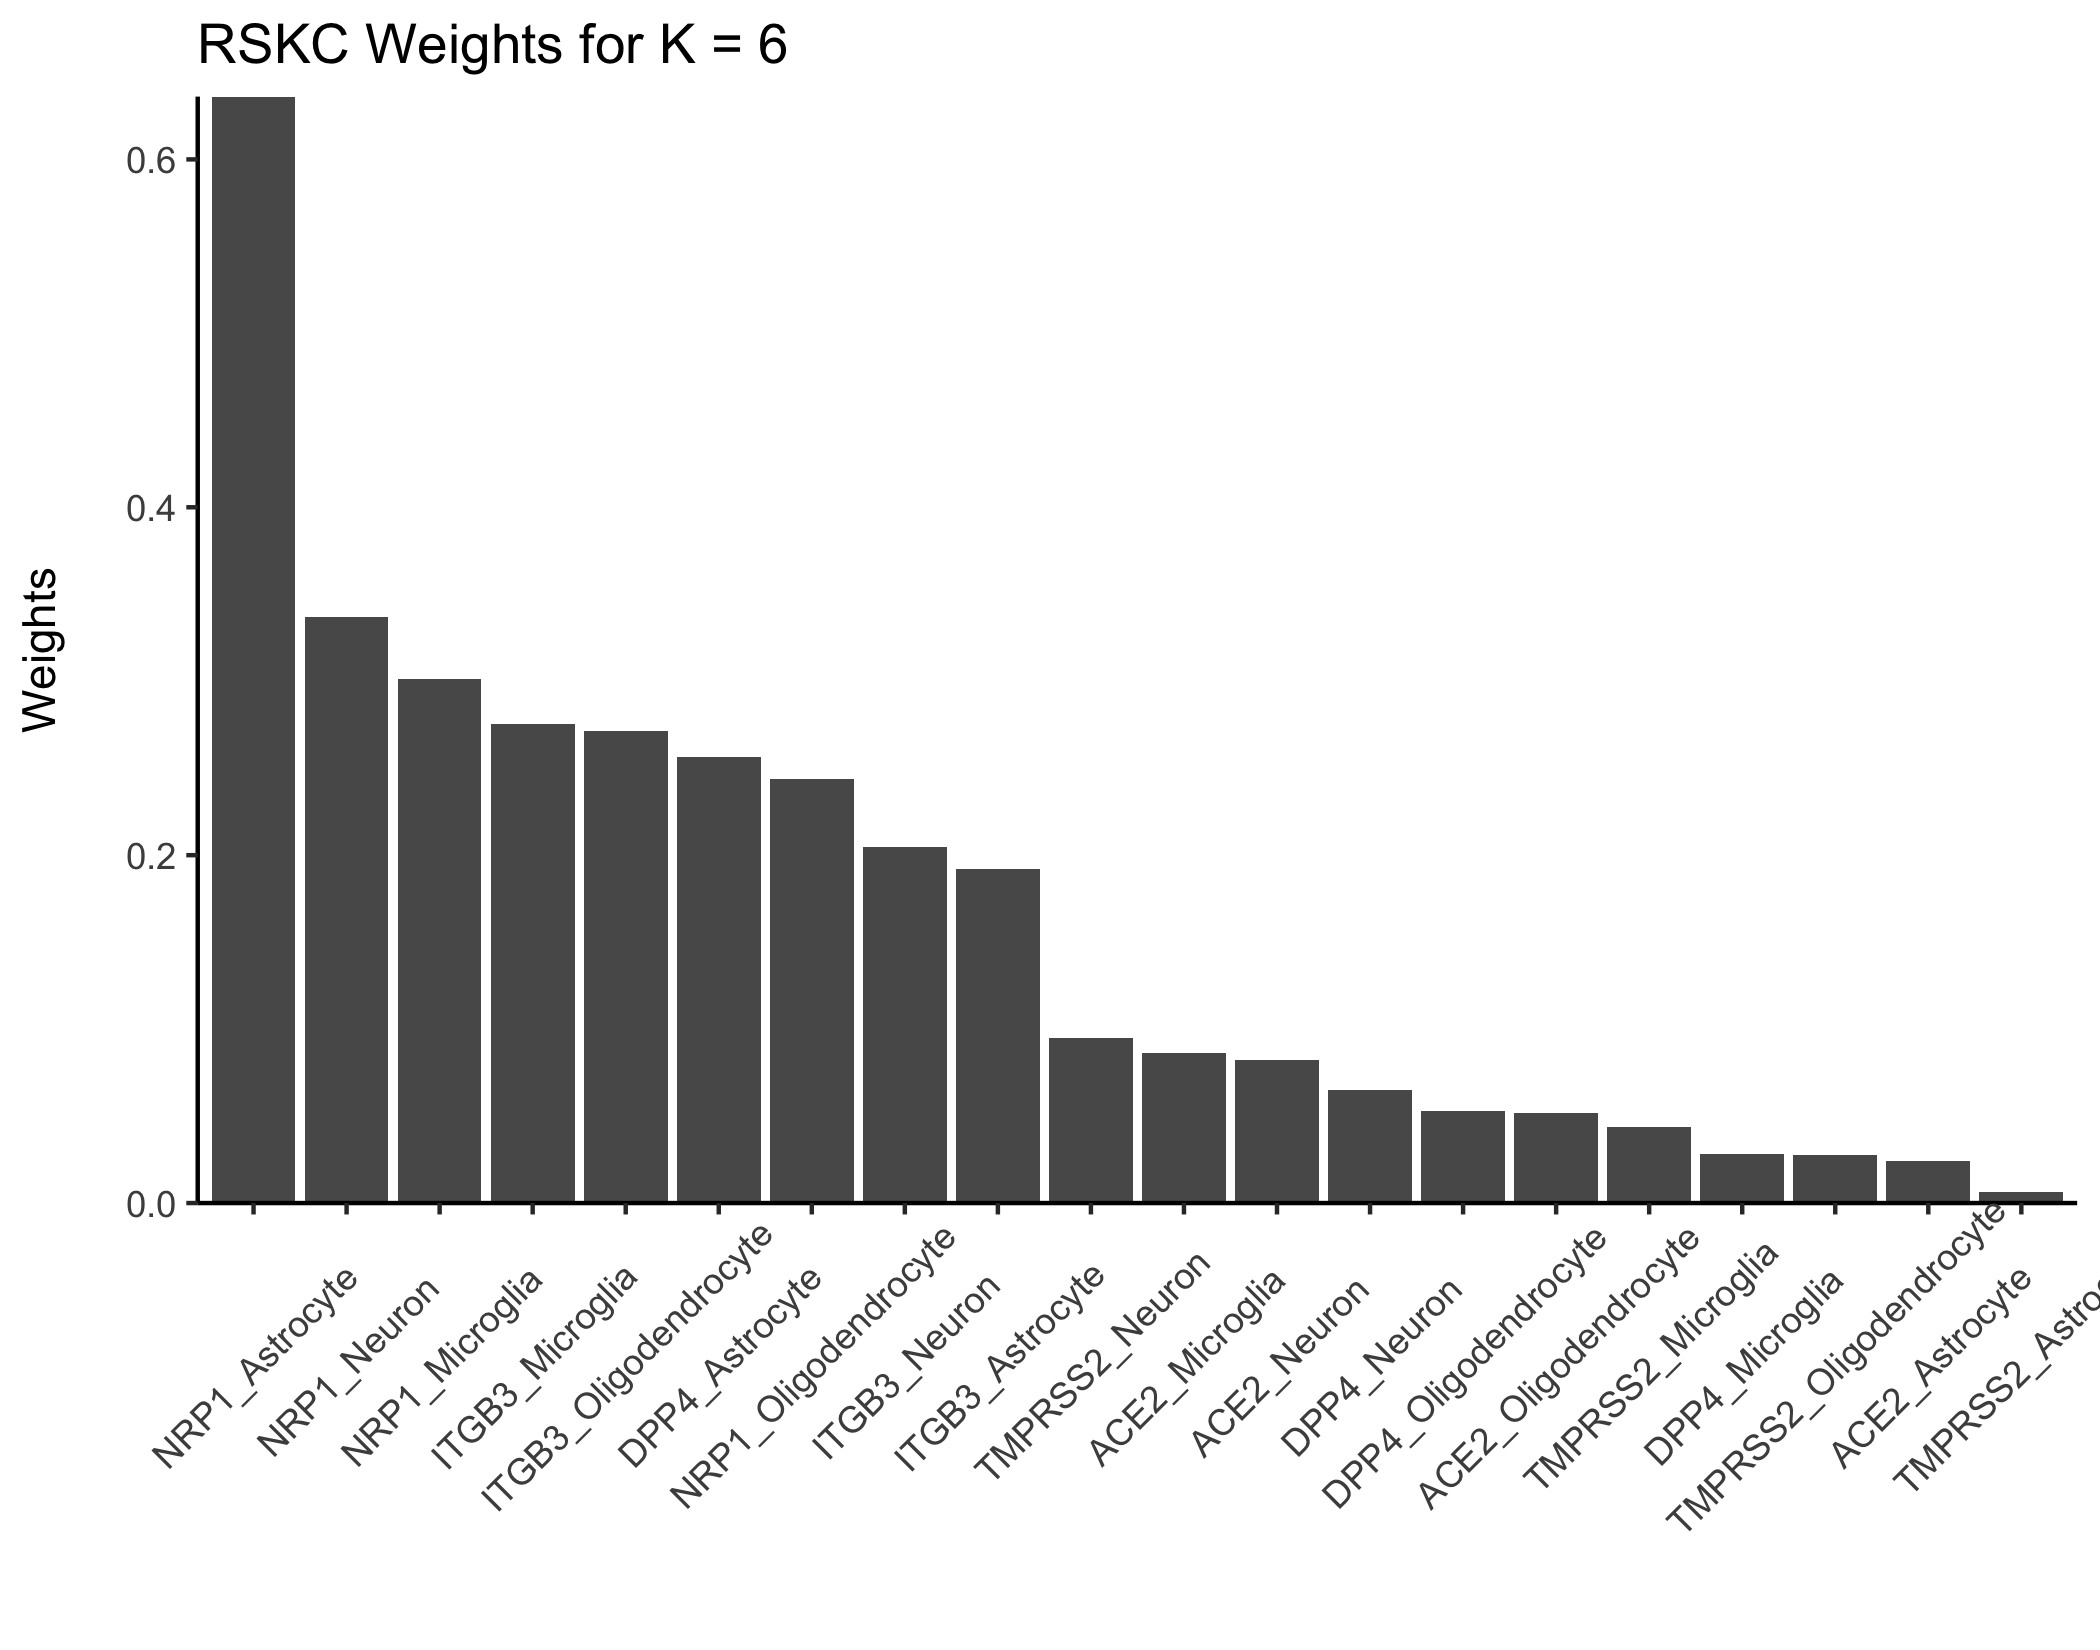 RSKC Weights for K = 6
Weights
0.6
0.4
0.2
0.0
NRP1_Astrocyte
NRP1_Neuron
NRP1_Microglia
ITGB3_Microglia
ITGB3_Oligodendrocyte
DPP4_Astrocyte
NRP1_Oligodendrocyte
ITGB3_Neuron
ITGB3_Astrocyte
TMPRSS2_Neuron
ACE2_Microglia
ACE2_Neuron
DPP4_Neuron
DPP4_Oligodendrocyte
ACE2_Oligodendrocyte
TMPRSS2_Microglia
DPP4_Microglia
TMPRSS2_Oligodendrocyte
ACE2_Astrocyte
TMPRSS2_Astro